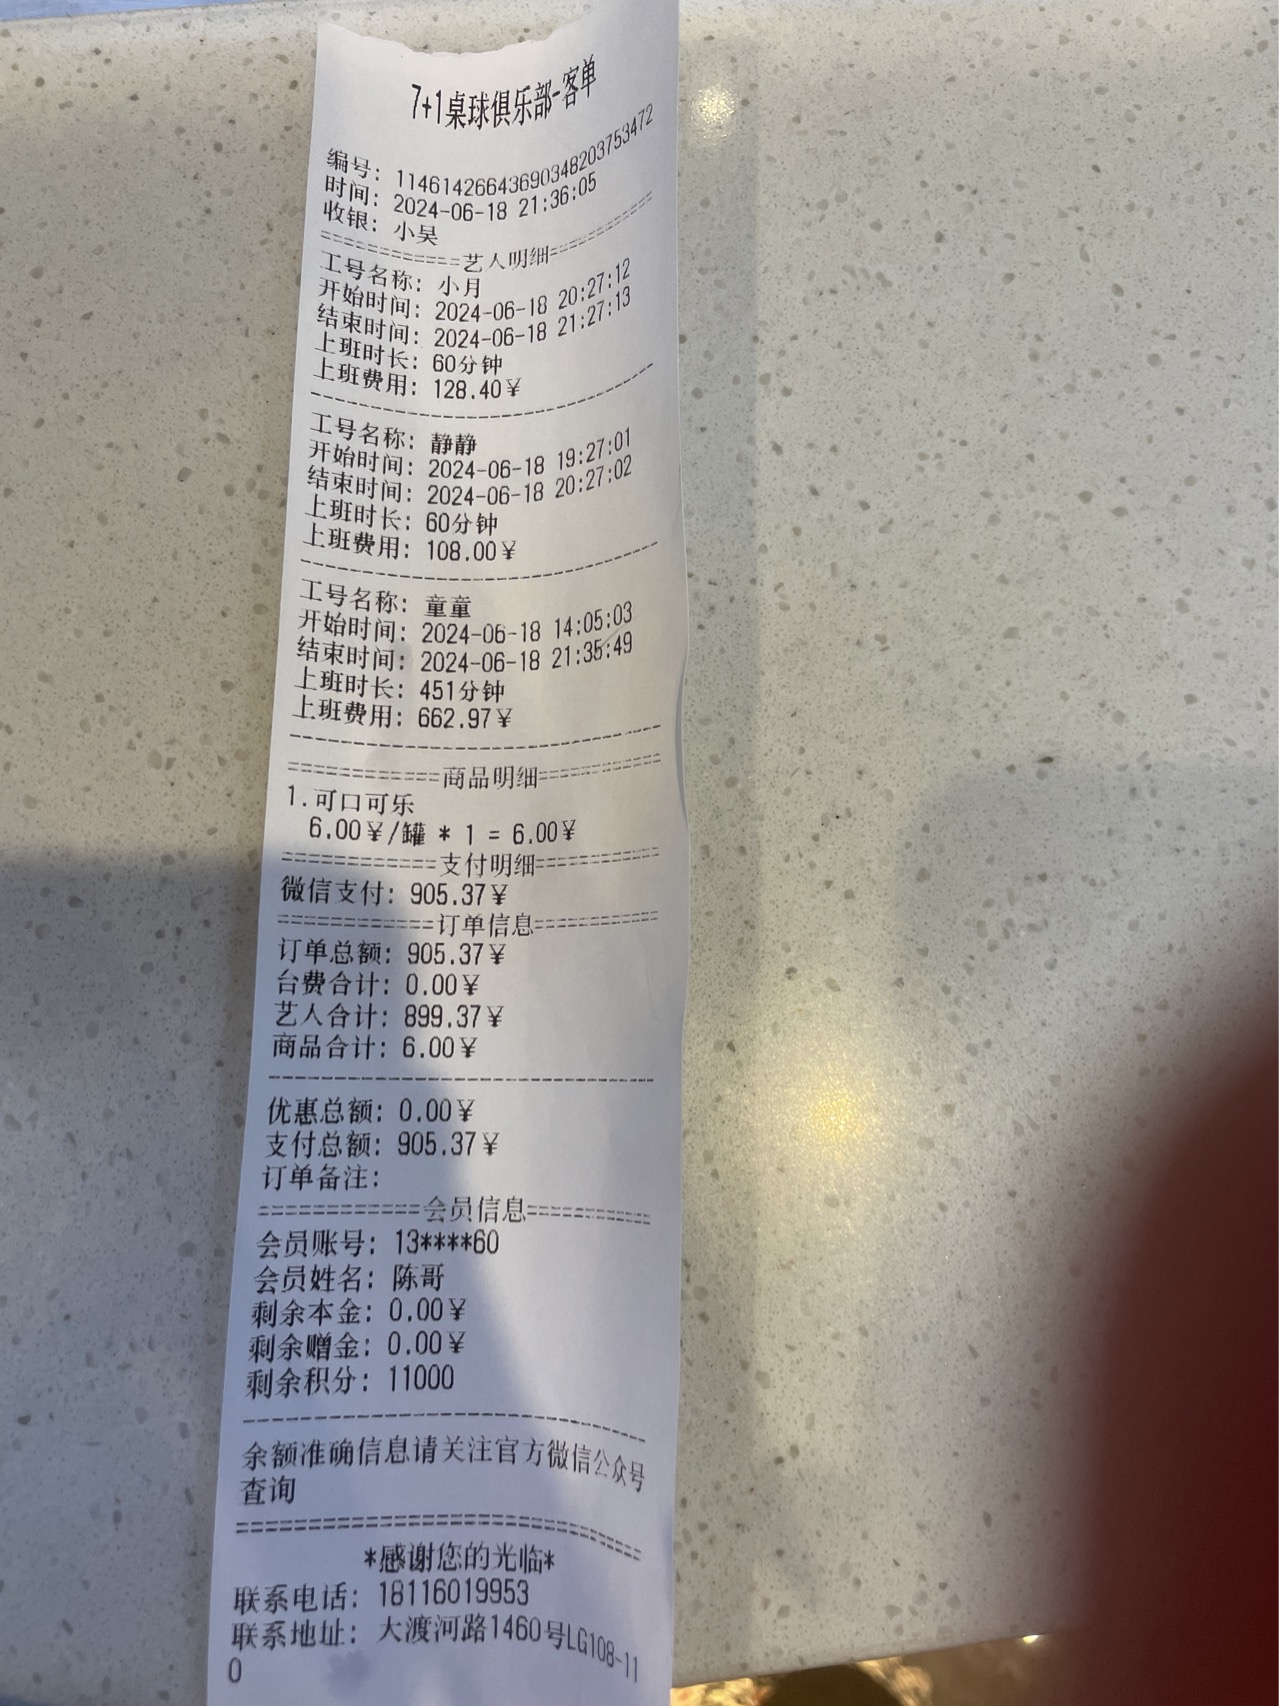 7+1桌球俱乐部-客单
编号: 11461426643690348203753472
时间: 2024-06-18 21:36:05
收银: 小吴
===========艺人明细===========
工号名称: 小月
开始时间: 2024-06-18 20:27:12
结束时间: 2024-06-18 21:27:13
上班时长: 60分钟
上班费用: 128.40¥
工号名称: 静静
开始时间: 2024-06-18 19:27:01
结束时间: 2024-06-18 20:27:02
上班时长: 60分钟
上班费用: 108.00¥
工号名称: 童童
开始时间: 2024-06-18 14:05:03
结束时间: 2024-06-18 21:35:49
上班时长: 451分钟
上班费用: 662.97¥
===========商品明细===========
1.可口可乐
6.00¥/罐 * 1 = 6.00¥
===========支付明细===========
微信支付: 905.37¥
===========订单信息===========
订单总额: 905.37¥
台费合计: 0.00¥
艺人合计: 899.37¥
商品合计: 6.00¥
优惠总额: 0.00¥
支付总额: 905.37¥
订单备注:
===========会员信息===========
会员账号: 13****60
会员姓名: 陈哥
剩余本金: 0.00¥
剩余赠金: 0.00¥
剩余积分: 11000
余额准确信息请关注官方微信公众号
查询
*感谢您的光临*
联系电话: 18116019953
联系地址: 大渡河路1460号LG108-11
0